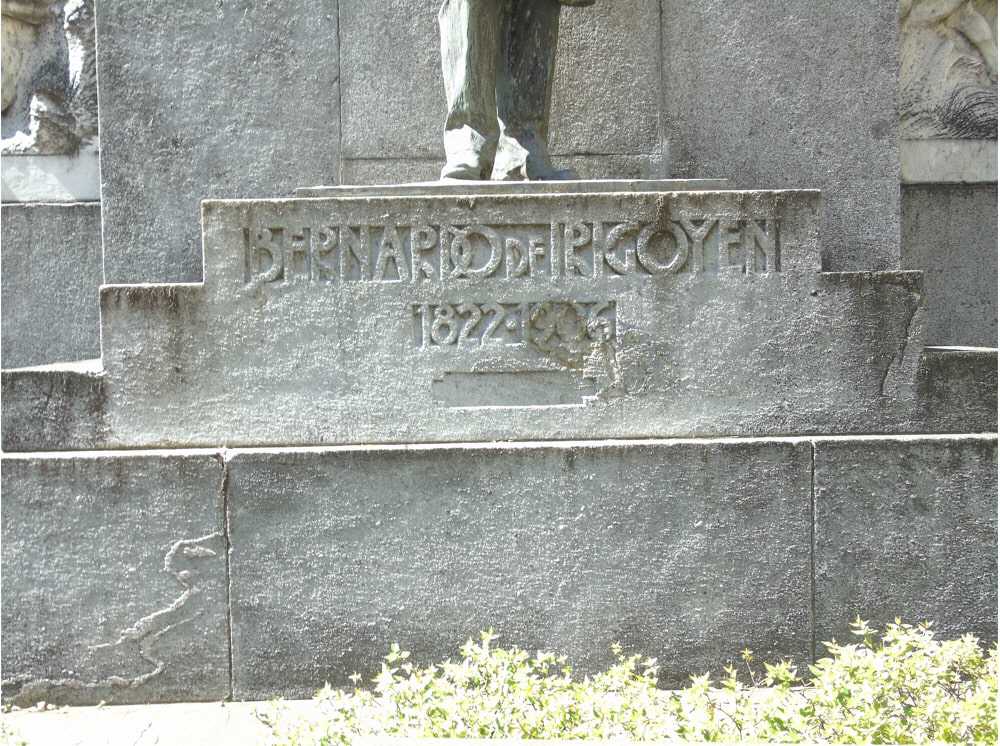 BERNARDO DE IRIGOYEN
1822-1906